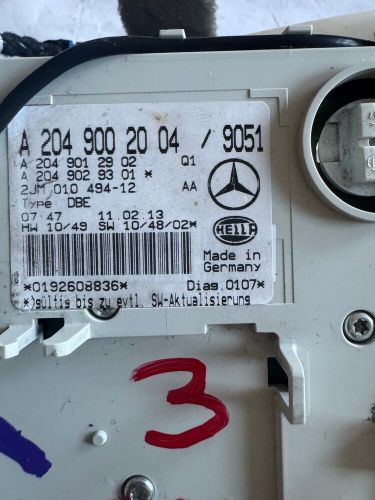 A 204 900 20 04 / 9051
A 204 901 29 02 Q1
A 204 902 93 01 *
2JM 010 494-12 AA
Type DBE
07:47 11.02.13
HW 10/49 SW 10/48/02*
HELLA
Made in
Germany
*0192608836* Diag.0107*
*)gültig bis zu evtl. SW-Aktualisierung
3